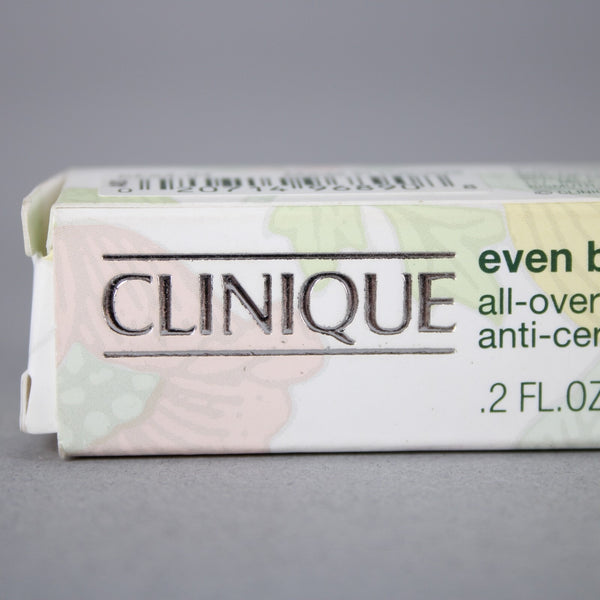 CLINIQUE
even b
all-over
anti-cer
.2 FL.OZ